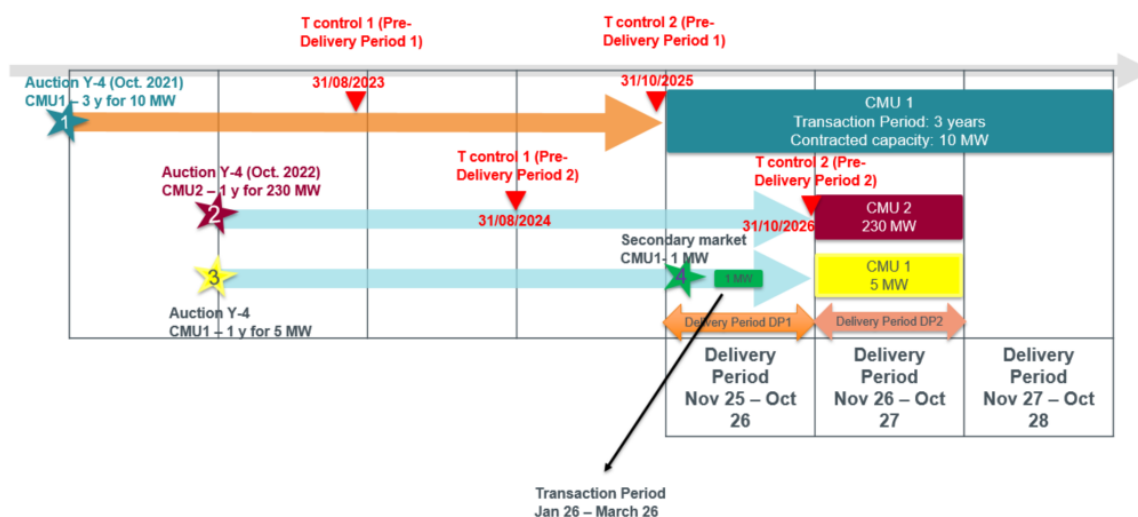 T control 1 (Pre-
Delivery Period 1)
T control 2 (Pre-
Delivery Period 1)
Auction Y-4 (Oct. 2021)
CMU1 – 3 y for 10 MW
31/08/2023
31/10/2025
1
CMU 1
Transaction Period: 3 years
Contracted capacity: 10 MW
T control 1 (Pre-
Delivery Period 2)
T control 2 (Pre-
Delivery Period 2)
Auction Y-4 (Oct. 2022)
CMU2 – 1 y for 230 MW
2
31/08/2024
31/10/2026
CMU 2
230 MW
Secondary market
CMU1- 1 MW
3
4
1 MW
CMU 1
5 MW
Auction Y-4
CMU1 – 1 y for 5 MW
Delivery Period DP1
Delivery Period DP2
Delivery
Period
Nov 25 – Oct
26
Delivery
Period
Nov 26 – Oct
27
Delivery
Period
Nov 27 – Oct
28
Transaction Period
Jan 26 – March 26